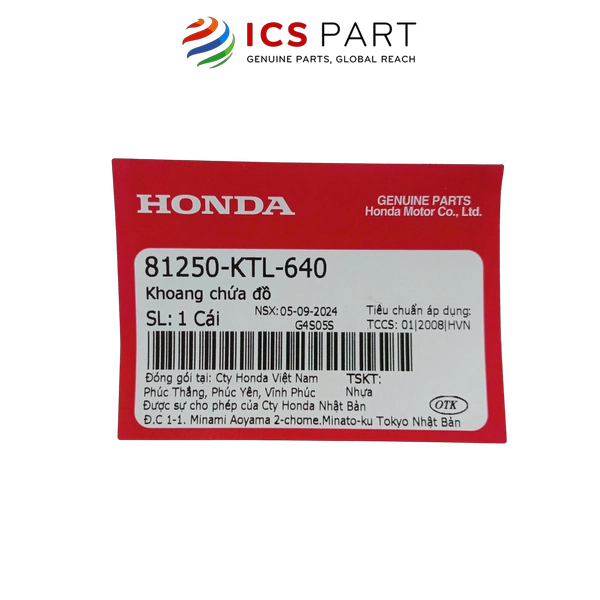 ICS PART
GENUINE PARTS, GLOBAL REACH
HONDA
GENUINE PARTS
Honda Motor Co., Ltd.
81250-KTL-640
Khoang chứa đồ
SL: 1 Cái
NSX: 05-09-2024
G4S05S
Tiêu chuẩn áp dụng:
TCCS: 01|2008|HVN
Đóng gói tại: Cty Honda Việt Nam
Phúc Thắng, Phúc Yên, Vĩnh Phúc
TSKT:
Nhựa
Được sự cho phép của Cty Honda Nhật Bản
OTK
Đ.C 1-1. Minami Aoyama 2-chome.Minato-ku Tokyo Nhật Bản